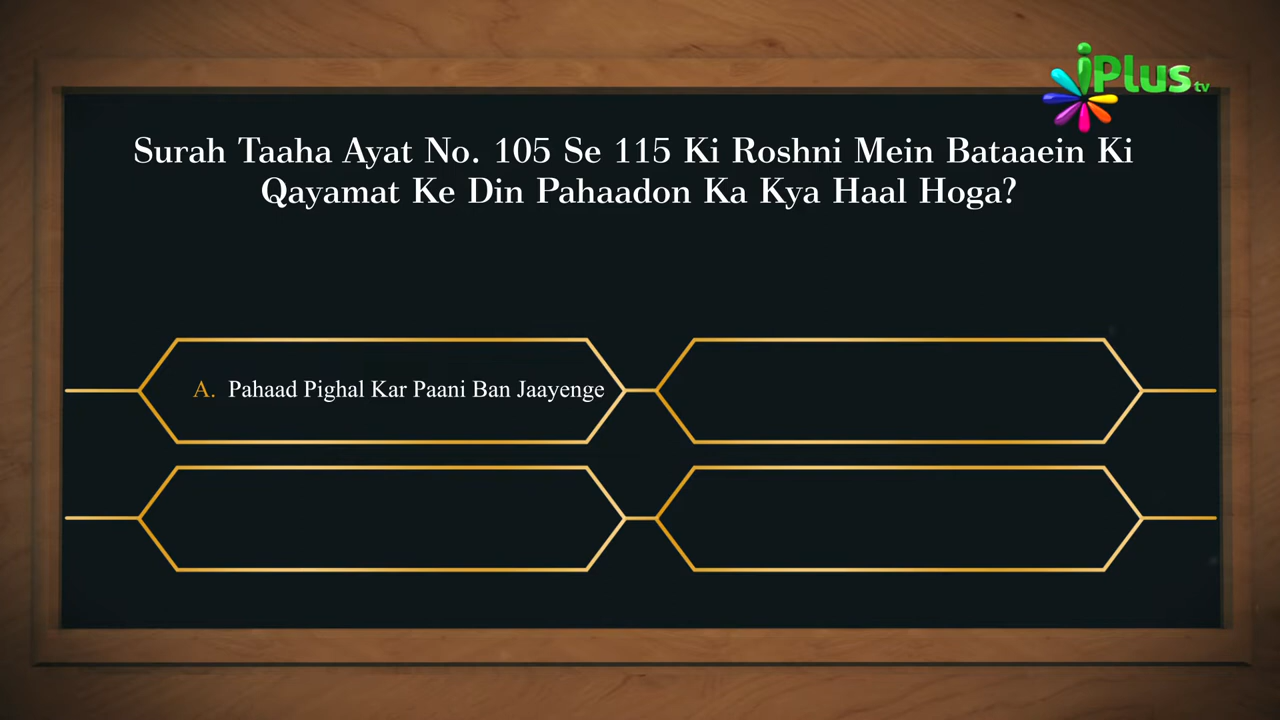 iPlus tv
Surah Taaha Ayat No. 105 Se 115 Ki Roshni Mein Bataaein Ki
Qayamat Ke Din Pahaadon Ka Kya Haal Hoga?
A. Pahaad Pighal Kar Paani Ban Jaayenge